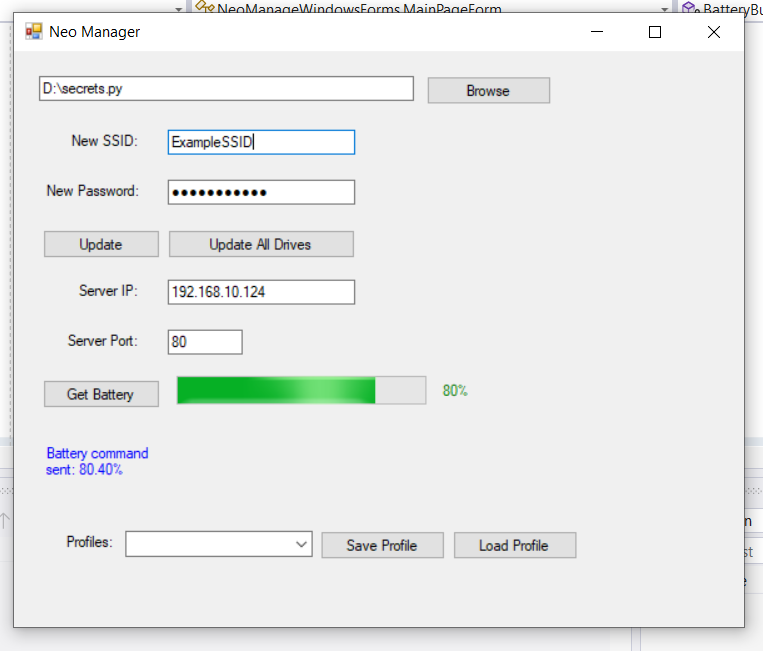 NeoManageWindowsForms.MainPageForm
BatteryBu
Neo Manager
D:\secrets.py
Browse
New SSID:
ExampleSSID
New Password:
●●●●●●●●●●●
Update
Update All Drives
Server IP:
192.168.10.124
Server Port:
80
Get Battery
80%
Battery command
sent: 80.40%
Profiles:
Save Profile
Load Profile
n
st